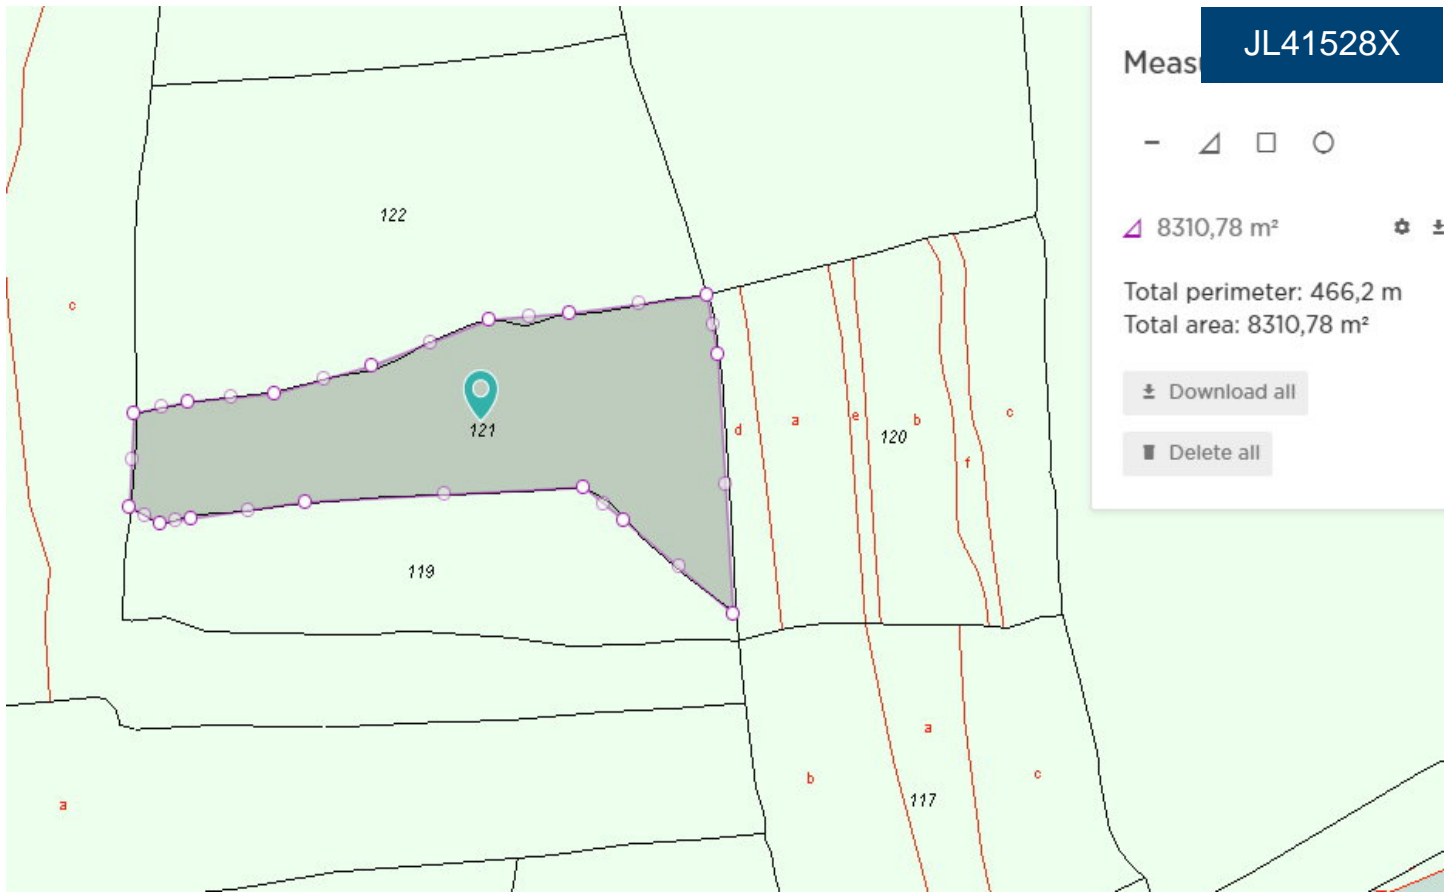 JL41528X
Meas
8310,78 m²
Total perimeter: 466,2 m
Total area: 8310,78 m²
Download all
Delete all
122
c
121
d
a
e
b
120
f
c
119
a
b
117
c
a